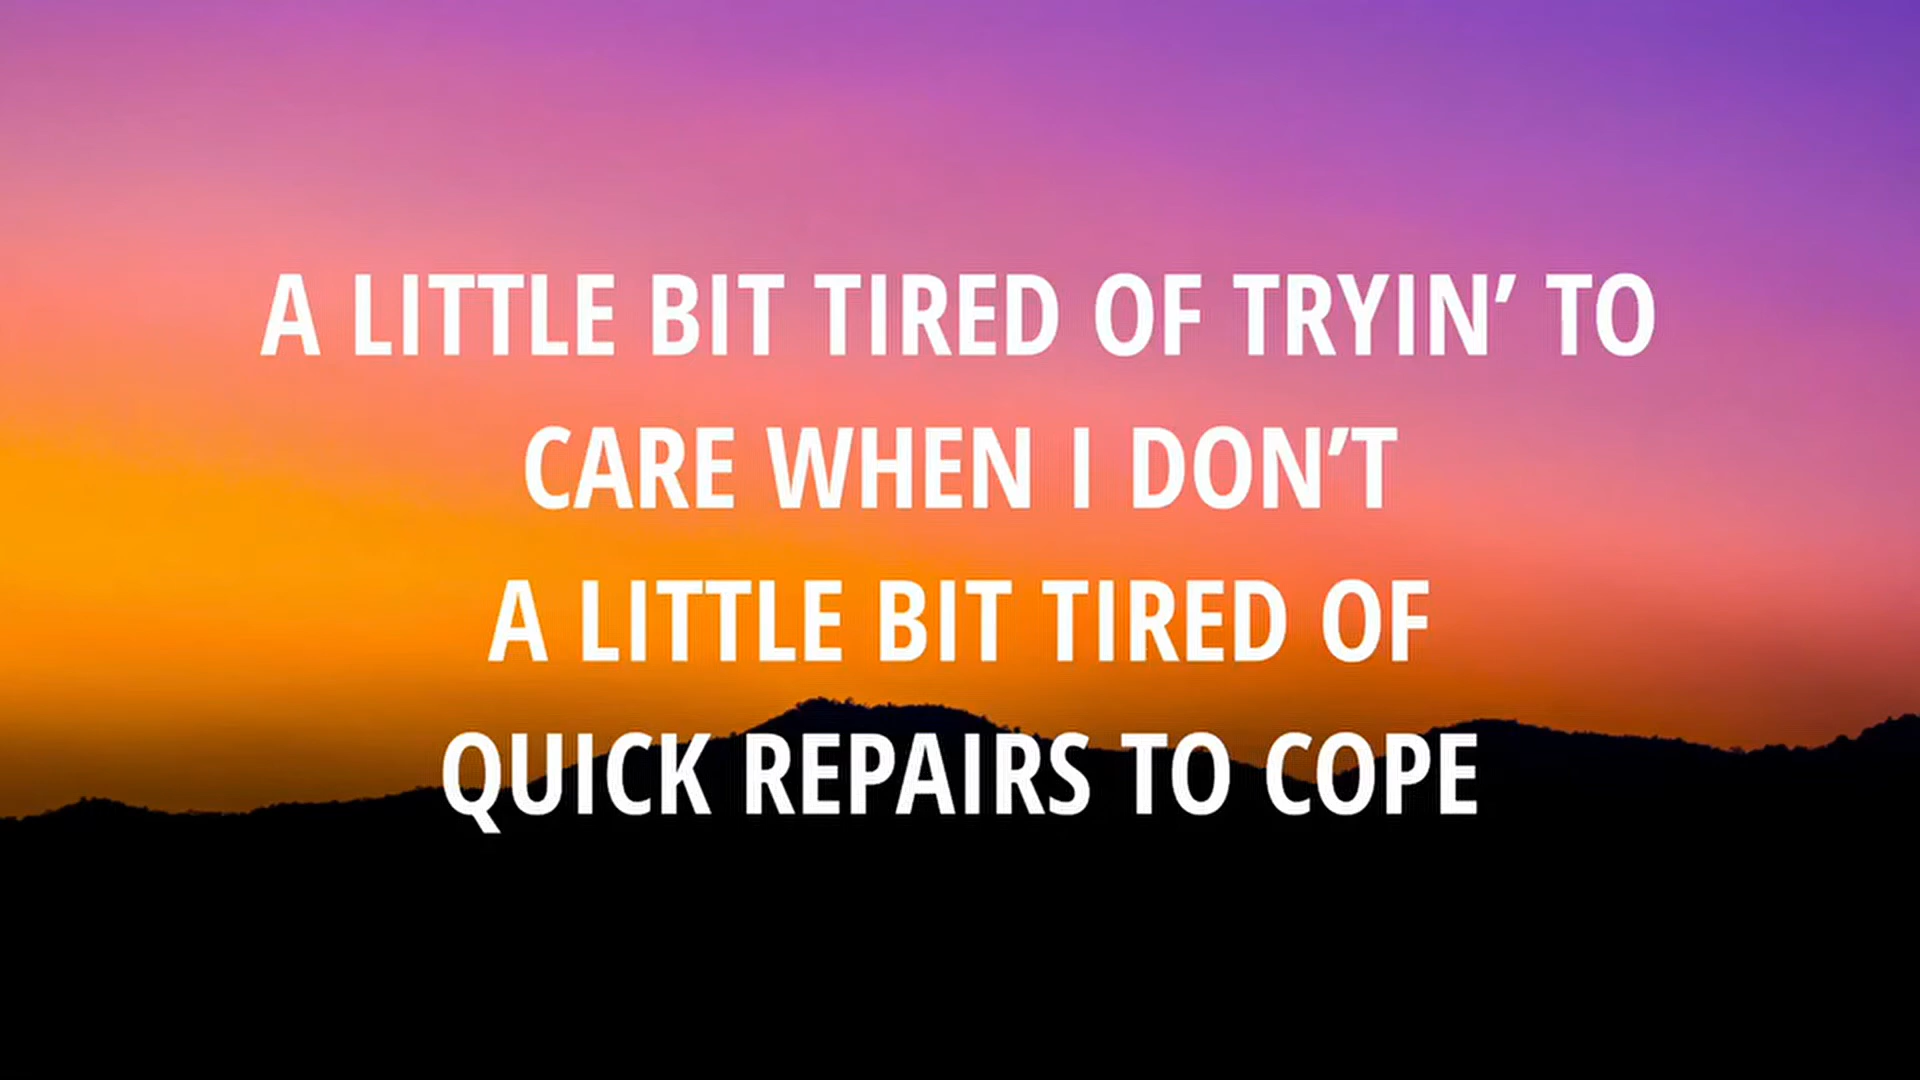 A LITTLE BIT TIRED OF TRYIN’ TO
CARE WHEN I DON’T
A LITTLE BIT TIRED OF
QUICK REPAIRS TO COPE